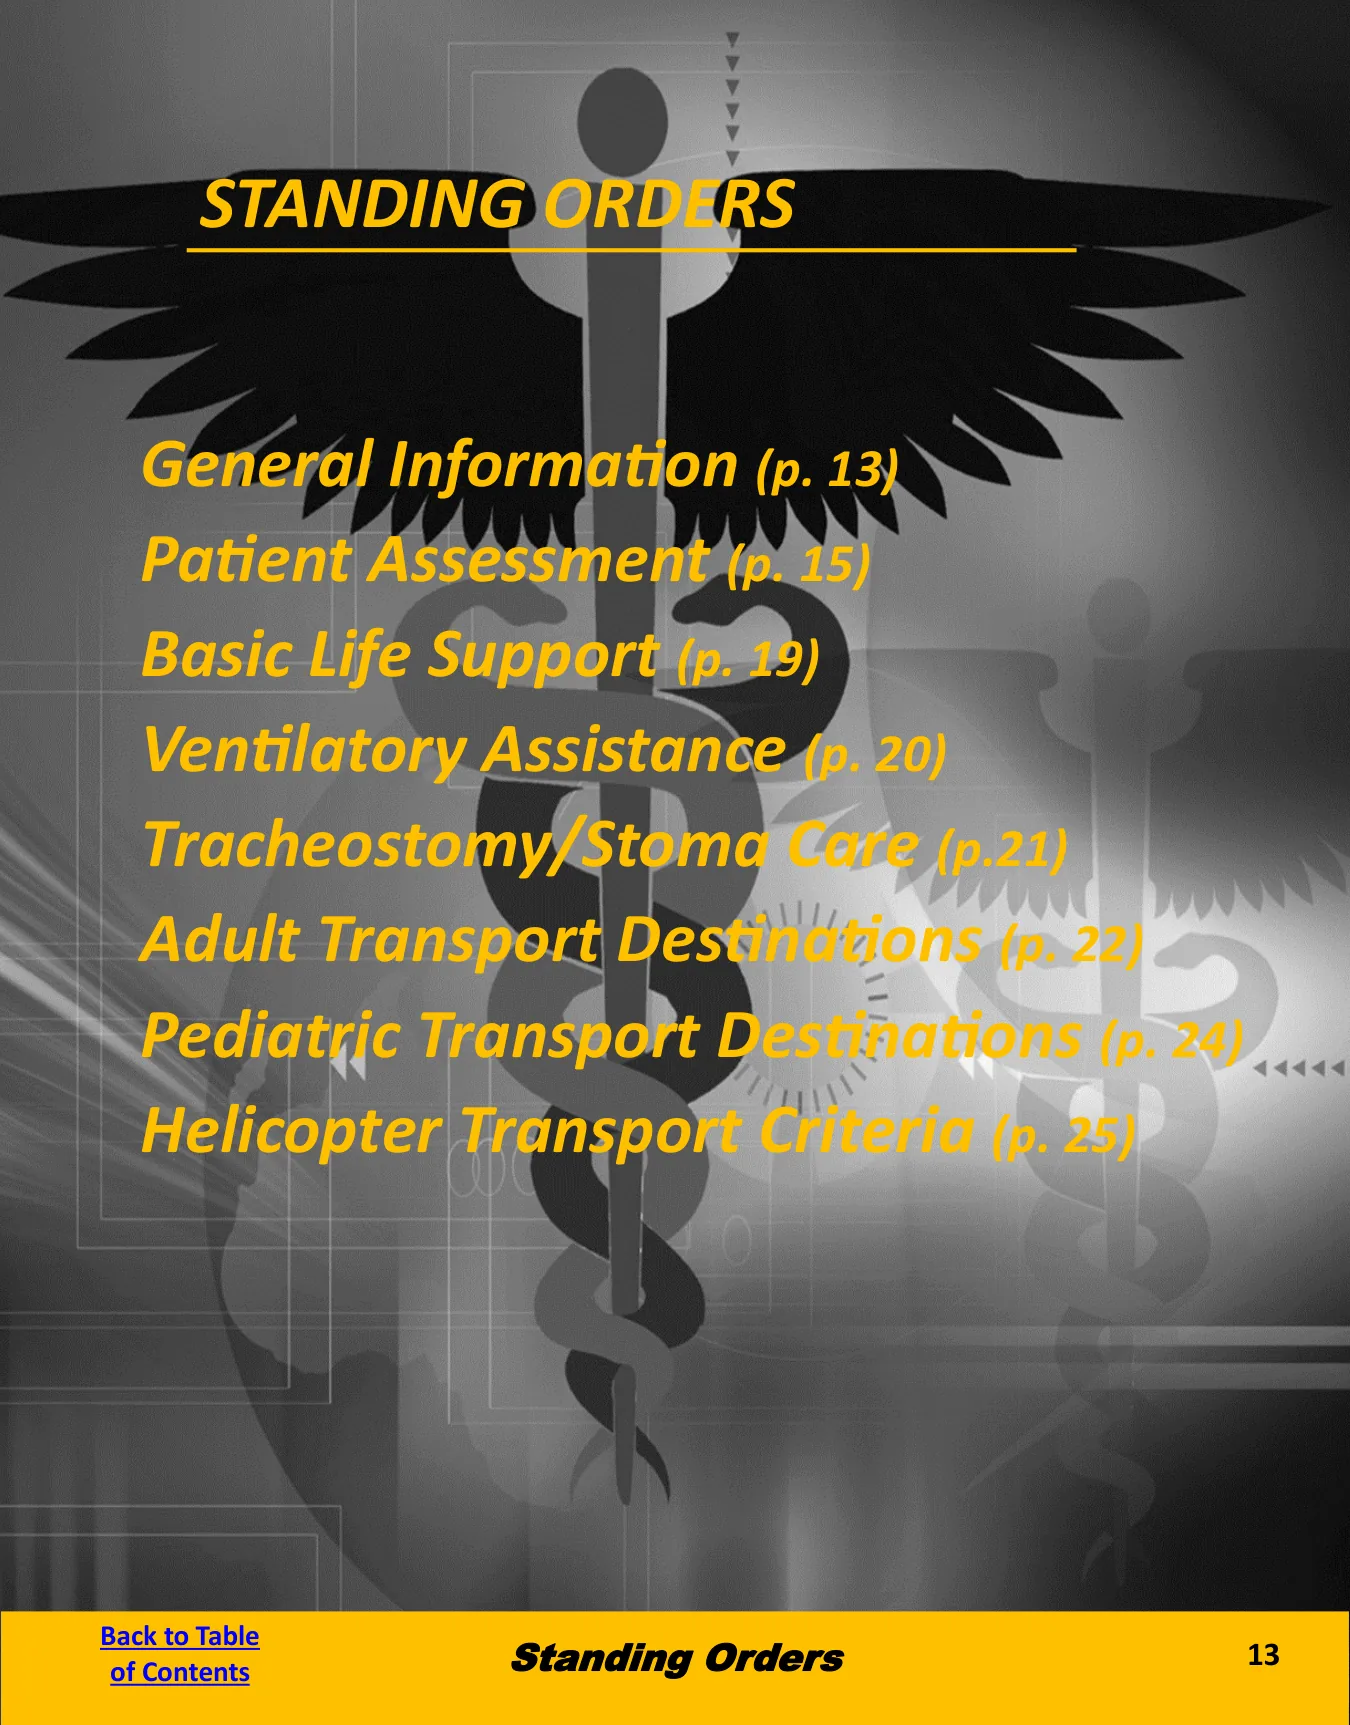 STANDING ORDERS
General Information (p. 13)
Patient Assessment (p. 15)
Basic Life Support (p. 19)
Ventilatory Assistance (p. 20)
Tracheostomy/Stoma Care (p.21)
Adult Transport Destinations (p. 22)
Pediatric Transport Destinations (p. 24)
Helicopter Transport Criteria (p. 25)
Back to Table
of Contents
Standing Orders
13